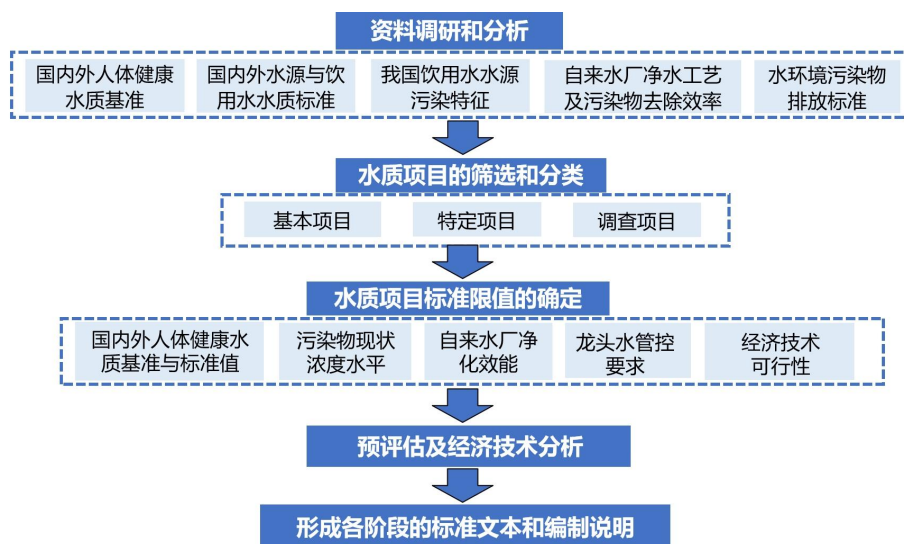 资料调研和分析
国内外人体健康
水质基准
国内外水源与饮
用水水质标准
我国饮用水水源
污染特征
自来水厂净水工艺
及污染物去除效率
水环境污染物
排放标准
水质项目的筛选和分类
基本项目
特定项目
调查项目
水质项目标准限值的确定
国内外人体健康水
质基准与标准值
污染物现状
浓度水平
自来水厂净
化效能
龙头水管控
要求
经济技术
可行性
预评估及经济技术分析
形成各阶段的标准文本和编制说明